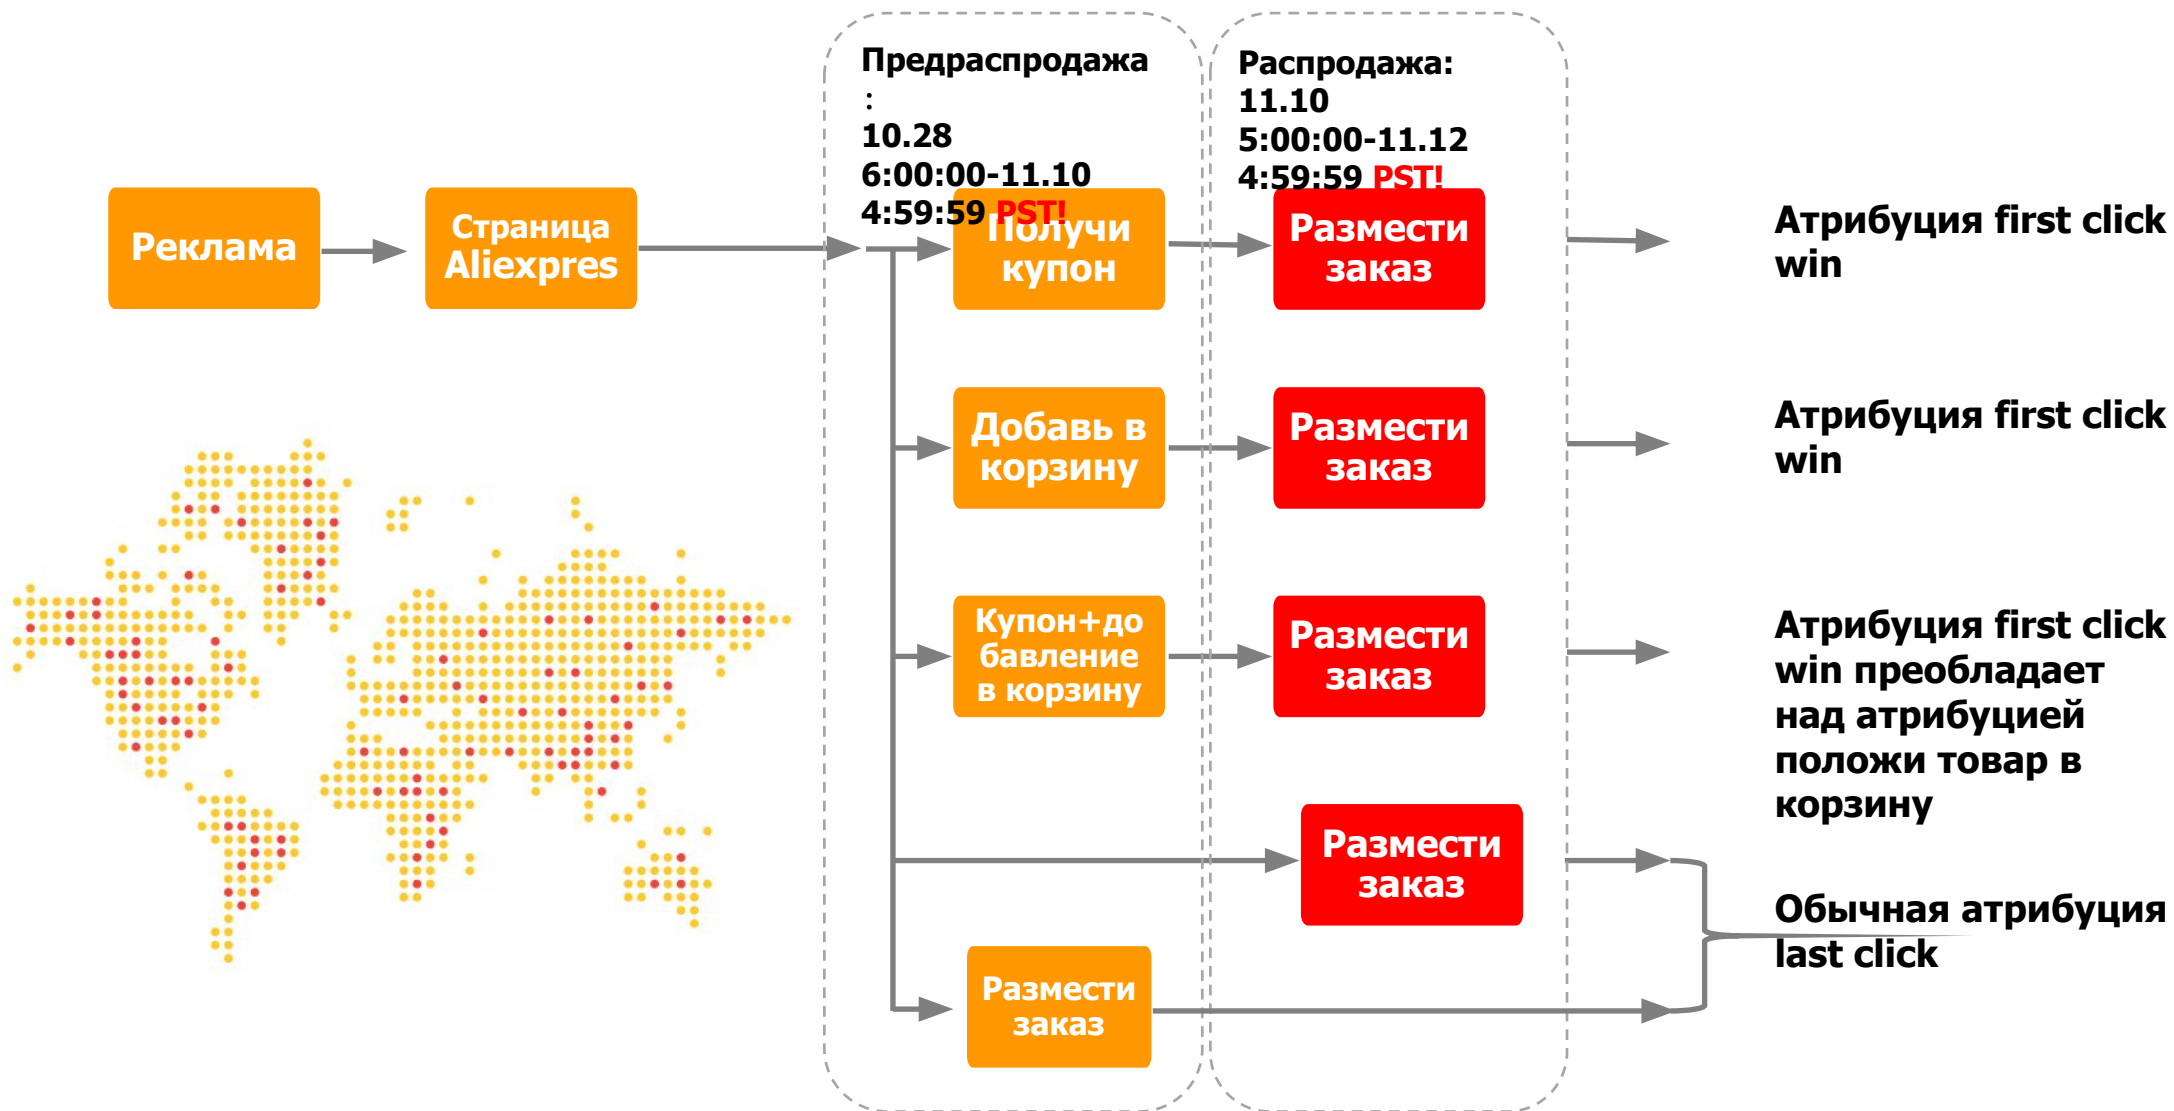 Предраспродажа
:
10.28
6:00:00-11.10
4:59:59 PST!
Распродажа:
11.10
5:00:00-11.12
4:59:59 PST!
Реклама
Страница
Aliexpres
Получи
купон
Размести
заказ
Атрибуция first click
win
Добавь в
корзину
Размести
заказ
Атрибуция first click
win
Купон+до
бавление
в корзину
Размести
заказ
Атрибуция first click
win преобладает
над атрибуцией
положи товар в
корзину
Размести
заказ
Обычная атрибуция
last click
Размести
заказ